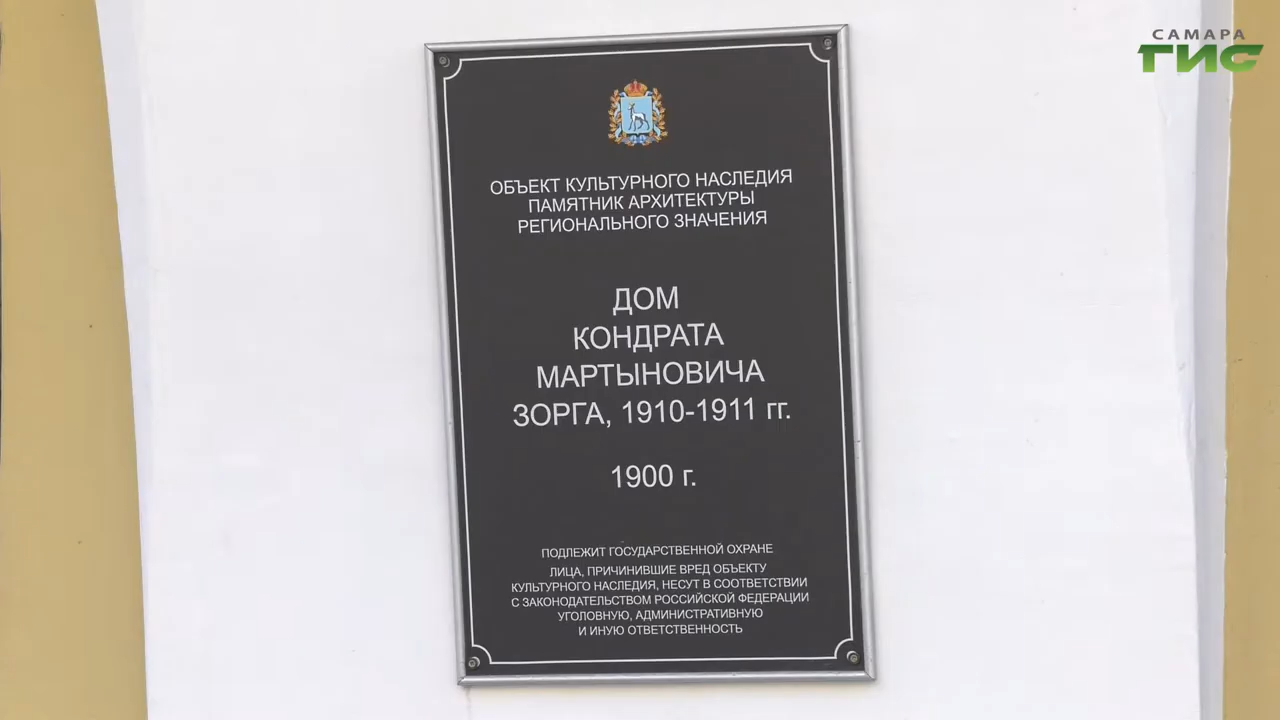 САМАРА
ГИС
ОБЪЕКТ КУЛЬТУРНОГО НАСЛЕДИЯ
ПАМЯТНИК АРХИТЕКТУРЫ
РЕГИОНАЛЬНОГО ЗНАЧЕНИЯ
ДОМ
КОНДРАТА
МАРТЫНОВИЧА
ЗОРГА, 1910-1911 гг.
1900 г.
ПОДЛЕЖИТ ГОСУДАРСТВЕННОЙ ОХРАНЕ
ЛИЦА, ПРИЧИНИВШИЕ ВРЕД ОБЪЕКТУ
КУЛЬТУРНОГО НАСЛЕДИЯ, НЕСУТ В СООТВЕТСТВИИ
С ЗАКОНОДАТЕЛЬСТВОМ РОССИЙСКОЙ ФЕДЕРАЦИИ
УГОЛОВНУЮ, АДМИНИСТРАТИВНУЮ
И ИНУЮ ОТВЕТСТВЕННОСТЬ